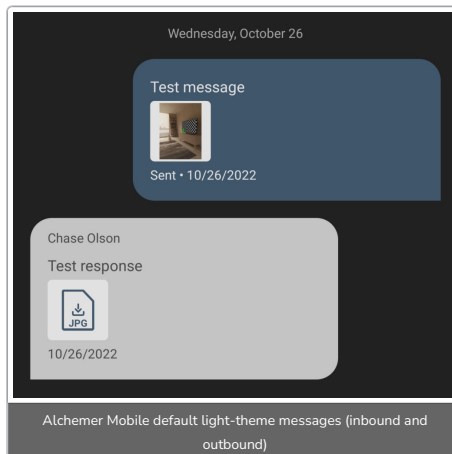 Wednesday, October 26
Test message
Sent • 10/26/2022
Chase Olson
Test response
JPG
10/26/2022
Alchemer Mobile default light-theme messages (inbound and
outbound)